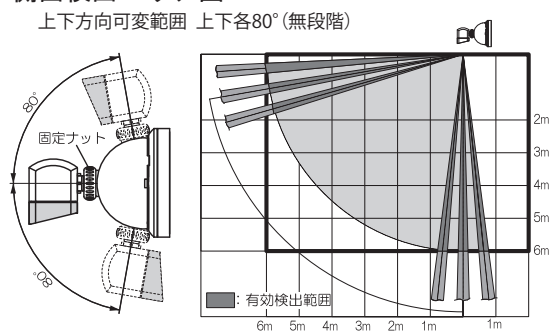 上下方向可変範囲 上下各80°(無段階)
80°
固定ナット
80°
2m
3m
4m
5m
6m
:有効検出範囲
6m 5m 4m 3m 2m 1m 1m